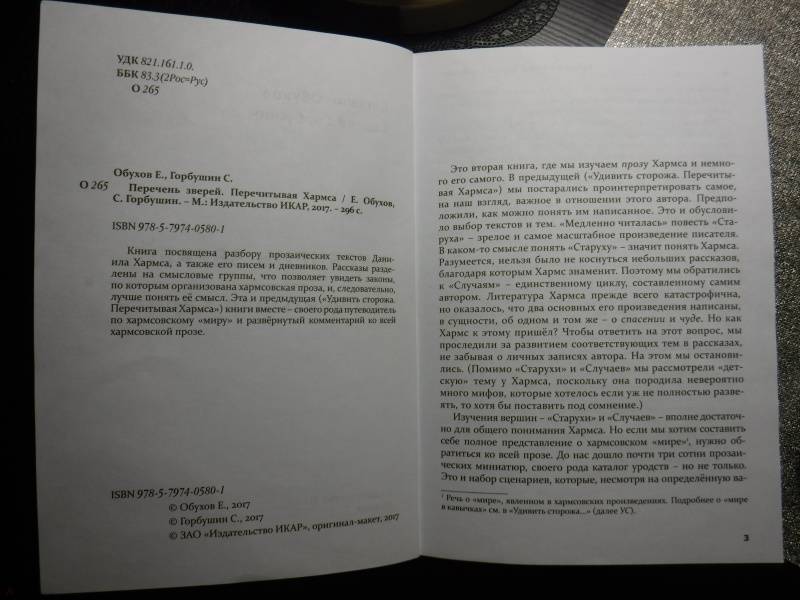 УДК 821.161.1.0.
ББК 83.3(2Рос=Рус)
О 265
Обухов Е., Горбушин С.
О 265 Перечень зверей. Перечитывая Хармса / Е. Обухов,
С. Горбушин. – М.: Издательство ИКАР, 2017. – 296 с.
ISBN 978-5-7974-0580-1
Книга посвящена разбору прозаических текстов Дани-
ила Хармса, а также его писем и дневников. Рассказы разде-
лены на смысловые группы, что позволяет увидеть законы,
по которым организована хармсовская проза, и, следовательно,
лучше понять её смысл. Эта и предыдущая («Удивить сторожа.
Перечитывая Хармса») книги вместе – своего рода путеводитель
по хармсовскому «миру» и развёрнутый комментарий ко всей
хармсовской прозе.
ISBN 978-5-7974-0580-1
© Обухов Е., 2017
© Горбушин С., 2017
© ЗАО «Издательство ИКАР», оригинал-макет, 2017
Это вторая книга, где мы изучаем прозу Хармса и немно-
го его самого. В предыдущей («Удивить сторожа. Перечиты-
вая Хармса») мы постарались проинтерпретировать самое,
на наш взгляд, важное в отношении этого автора. Предпо-
ложили, как можно понять им написанное. Это и обуслови-
ло выбор текстов и тем. «Медленно читалась» повесть «Ста-
руха» – зрелое и самое масштабное произведение писателя.
В каком-то смысле понять «Старуху» – значит понять Хармса.
Разумеется, нельзя было не коснуться небольших рассказов,
благодаря которым Хармс знаменит. Поэтому мы обратились
к «Случаям» – единственному циклу, составленному самим
автором. Литература Хармса прежде всего катастрофична,
но оказалось, что два основных его произведения написаны,
в сущности, об одном и том же – о спасении и чуде. Но как
Хармс к этому пришёл? Чтобы ответить на этот вопрос, мы
проследили за развитием соответствующих тем в рассказах,
не забывая о личных записях автора. На этом мы останови-
лись. (Помимо «Старухи» и «Случаев» мы рассмотрели «дет-
скую» тему у Хармса, поскольку она породила невероятно
много мифов, которые хотелось если уж не полностью разве-
ять, то хотя бы поставить под сомнение.)
Изучения вершин – «Старухи» и «Случаев» – вполне достаточ-
но для общего понимания Хармса. Но если мы хотим составить
себе полное представление о хармсовском «мире»¹, нужно об-
ратиться ко всей прозе. До нас дошло почти три сотни прозаи-
ческих миниатюр, своего рода каталог уродств – но не только.
Это и набор сценариев, которые, несмотря на определённую ва-
¹ Речь о «мире», явленном в хармсовских произведениях. Подробнее о «мире
в кавычках» см. в «Удивить сторожа...» (далее УС).
3